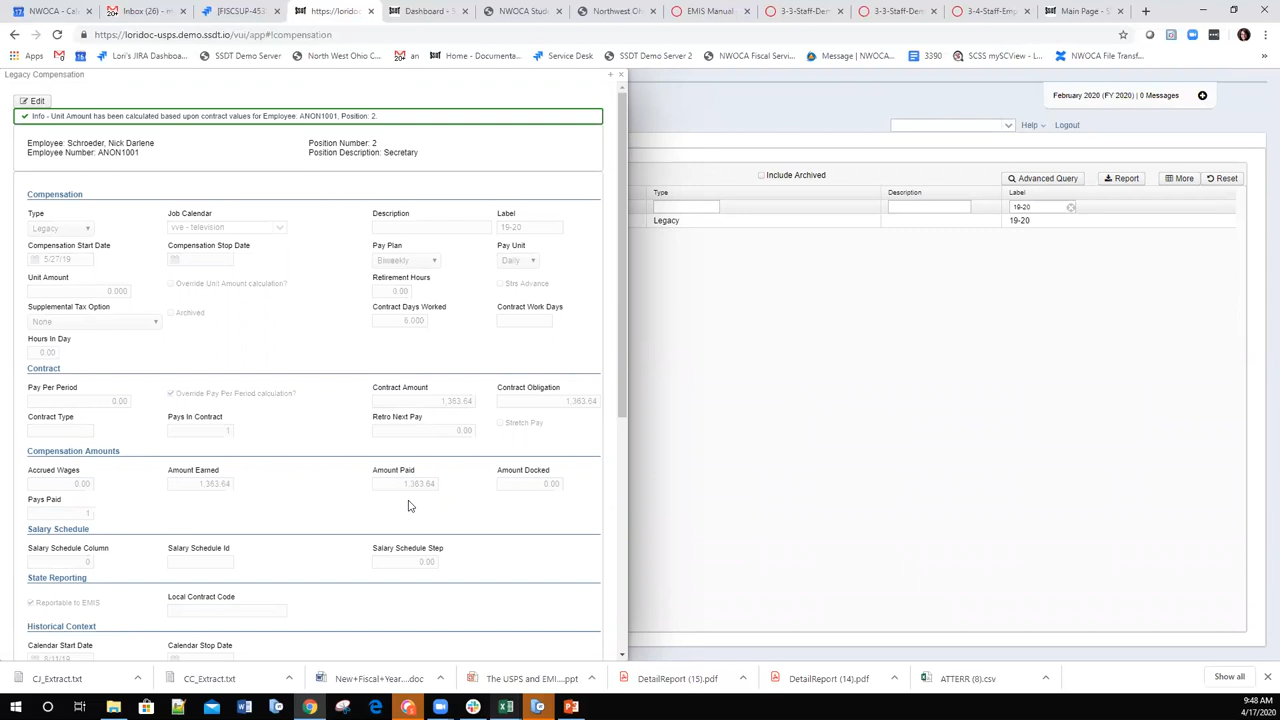 17 NWOCA Calendar
Inbox (26) - m
[FISCSUP-453
https://loridoc
Dashboard - S
NWOCA Stude
Northwest Ohi
EMIS Manual
3-3-Staff-Dem
3-3-Staff-Dem
3-4-Staff-Emp
Main Page - S
https://loridoc-usps.demo.ssdt.io/vui/app#!compensation
Calendar
an
Lori's JIRA Dashboa...
SSDT Demo Server
North West Ohio C...
an
Home - Documenta...
Service Desk
SSDT Demo Server 2
NWOCA Fiscal Servi...
Message | NWOCA...
3390
SCSS mySCView - L...
NWOCA File Transf...
»
Legacy Compensation
Edit
February 2020 (FY 2020) | 0 Messages
Info - Unit Amount has been calculated based upon contract values for Employee: ANON1001, Position: 2.
Help
Logout
Employee: Schroeder, Nick Darlene
Position Number: 2
Employee Number: ANON1001
Position Description: Secretary
Include Archived
Advanced Query
Report
More
Reset
Type
Description
Label
19-20
Legacy
19-20
Compensation
Type
Job Calendar
Description
Label
Legacy
vve - television
19-20
Compensation Start Date
Compensation Stop Date
Pay Plan
Pay Unit
5/27/19
Biweekly
Daily
Unit Amount
Retirement Hours
0.000
Override Unit Amount calculation?
0.00
Strs Advance
Supplemental Tax Option
Contract Days Worked
Contract Work Days
None
Archived
6.000
Hours In Day
0.00
Contract
Pay Per Period
Contract Amount
Contract Obligation
0.00
Override Pay Per Period calculation?
1,363.64
1,363.64
Contract Type
Pays In Contract
Retro Next Pay
1
0.00
Stretch Pay
Compensation Amounts
Accrued Wages
Amount Earned
Amount Paid
Amount Docked
0.00
1,363.64
1,363.64
0.00
Pays Paid
1
Salary Schedule
Salary Schedule Column
Salary Schedule Id
Salary Schedule Step
0
0.00
State Reporting
Reportable to EMIS
Local Contract Code
Historical Context
Calendar Start Date
Calendar Stop Date
8/11/19
CJ_Extract.txt
CC_Extract.txt
New+Fiscal+Year....doc
The USPS and EMI....ppt
DetailReport (15).pdf
DetailReport (14).pdf
ATTERR (8).csv
Show all
9:48 AM
4/17/2020